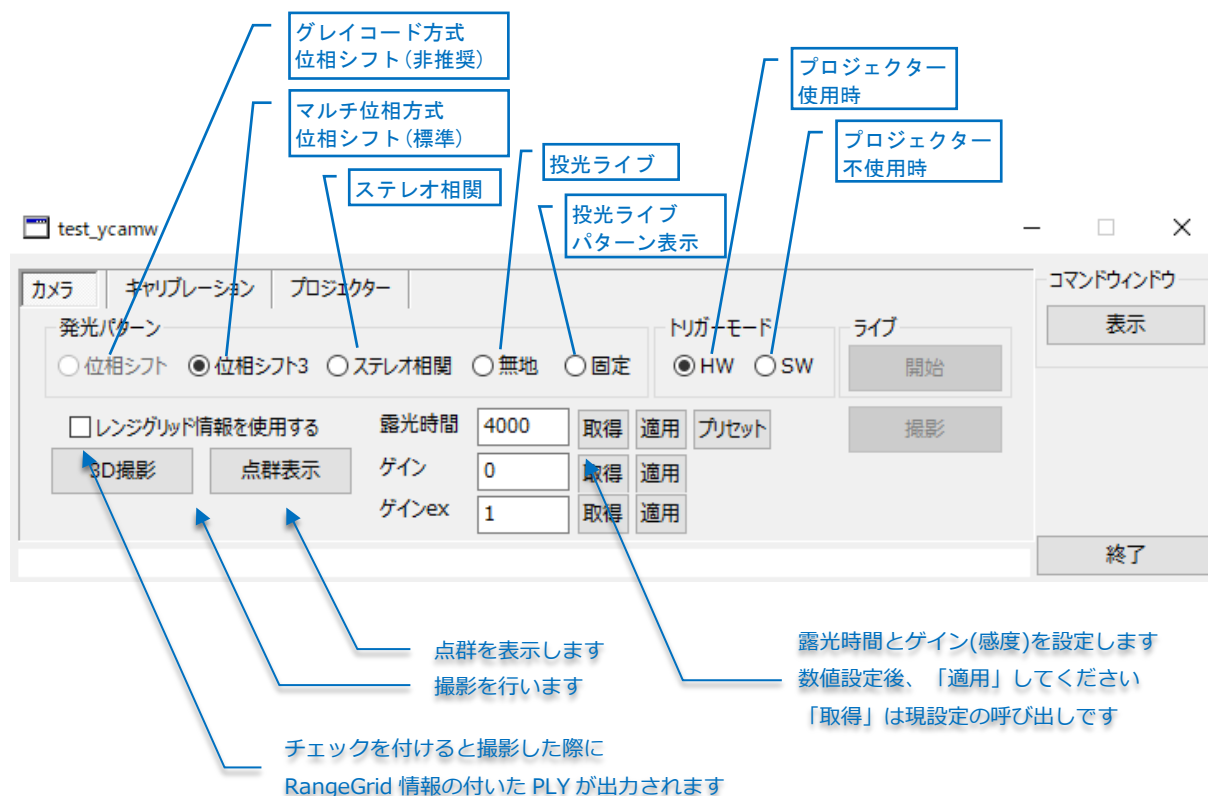 グレイコード方式
位相シフト(非推奨)
マルチ位相方式
位相シフト(標準)
ステレオ相関
投光ライブ
投光ライブ
パターン表示
プロジェクター
使用時
プロジェクター
不使用時
test_ycamw
カメラ キャリブレーション プロジェクター
発光パターン
位相シフト 位相シフト3 ステレオ相関 無地 固定
トリガーモード
HW SW
ライブ
開始
撮影
コマンドウィンドウ
表示
レンジグリッド情報を使用する
3D撮影 点群表示
露光時間 4000 取得 適用 プリセット
ゲイン 0 取得 適用
ゲインex 1 取得 適用
終了
点群を表示します
撮影を行います
チェックを付けると撮影した際に
RangeGrid 情報の付いた PLY が出力されます
露光時間とゲイン(感度)を設定します
数値設定後、「適用」してください
「取得」は現設定の呼び出しです